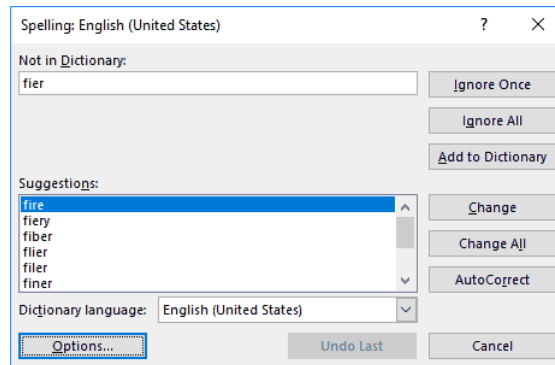 Spelling: English (United States)
?
Not in Dictionary:
fier
Ignore Once
Ignore All
Add to Dictionary
Suggestions:
fire
fiery
fiber
flier
filer
finer
Change
Change All
AutoCorrect
Dictionary language: English (United States)
Options... Undo Last Cancel